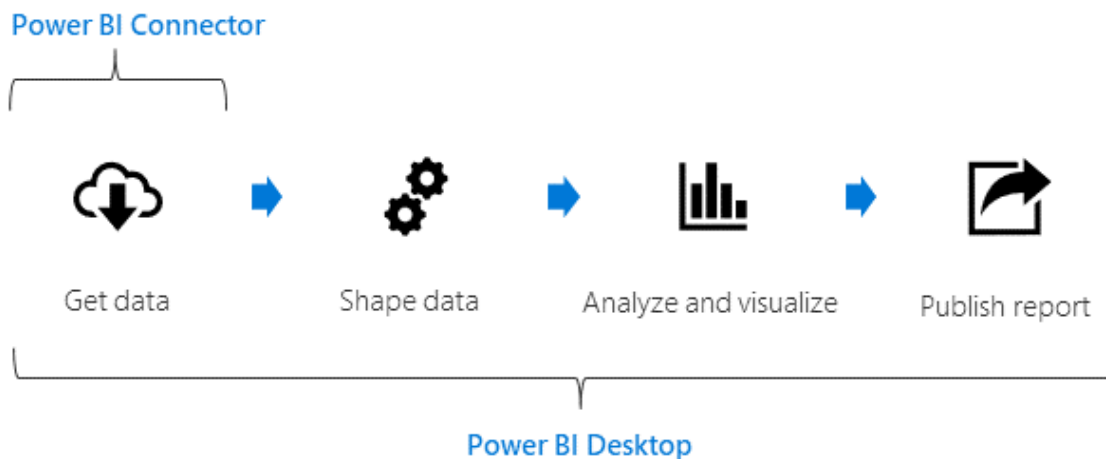 Power BI Connector
Get data
Shape data
Analyze and visualize
Publish report
Power BI Desktop